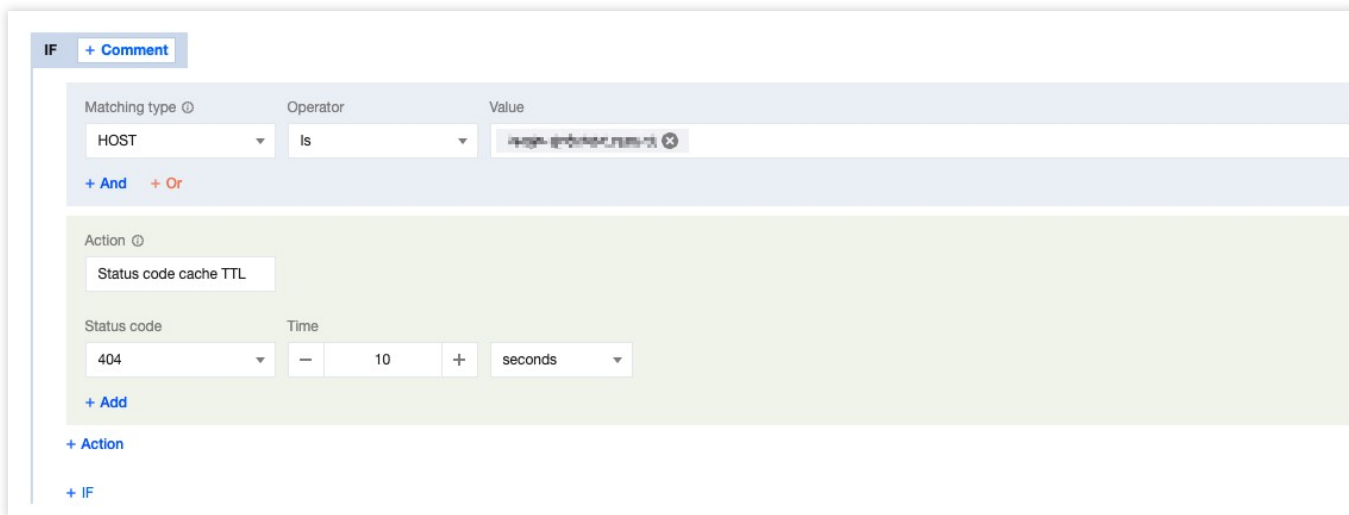 IF + Comment
Matching type Operator Value
HOST Is
+ And + Or
Action
Status code cache TTL
Status code Time
404 − 10 + seconds
+ Add
+ Action
+ IF